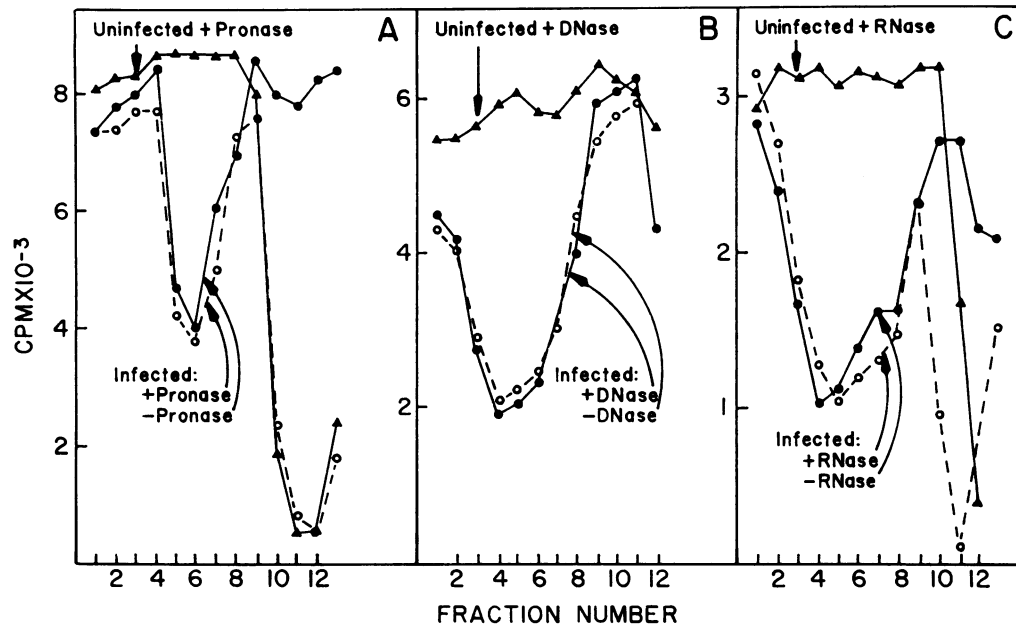 Uninfected + Pronase
A
Uninfected + DNase
B
Uninfected + RNase
C
CPMX10-3
8
6
4
2
6
4
2
3
2
1
Infected:
+Pronase
-Pronase
Infected:
+DNase
-DNase
Infected:
+RNase
-RNase
2 4 6 8 10 12
2 4 6 8 10 12
2 4 6 8 10 12
FRACTION NUMBER